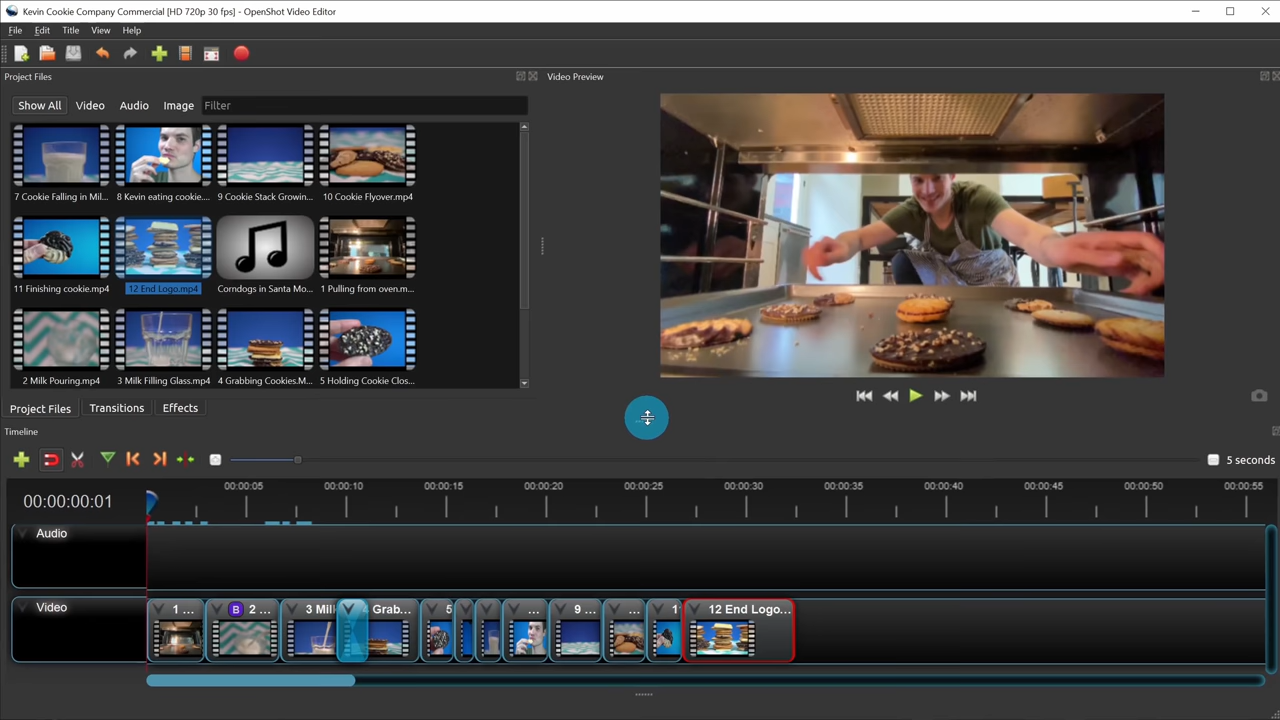 Kevin Cookie Company Commercial [HD 720p 30 fps] - OpenShot Video Editor
File Edit Title View Help
Project Files
Video Preview
Show All Video Audio Image Filter
7 Cookie Falling in Mil... 8 Kevin eating cookie.... 9 Cookie Stack Growin... 10 Cookie Flyover.mp4
11 Finishing cookie.mp4 12 End Logo.mp4 Corndogs in Santa Mo... 1 Pulling from oven.m...
2 Milk Pouring.mp4 3 Milk Filling Glass.mp4 4 Grabbing Cookies.M... 5 Holding Cookie Clos...
Project Files Transitions Effects
Timeline
5 seconds
00:00:00:01 00:00:05 00:00:10 00:00:15 00:00:20 00:00:25 00:00:30 00:00:35 00:00:40 00:00:45 00:00:50 00:00:55
Audio
Video 1 ... B 2 ... 3 Mil Grab... 5 ... 9 ... ... 1 12 End Logo...